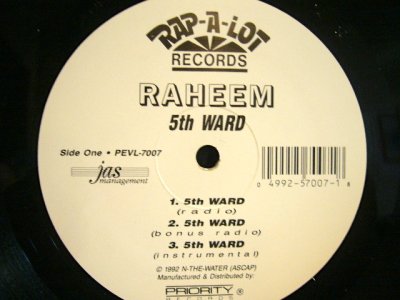 RAP-A-LOT
RECORDS
RAHEEM
5th WARD
Side One • PEVL-7007
jas
management
0 4992-57007-1 8
1. 5th WARD
(radio)
2. 5th WARD
(bonus radio)
3. 5th WARD
(instrumental)
© 1992 N-THE-WATER (ASCAP)
Manufactured & Distributed by:
PRIORITY
RECORDS